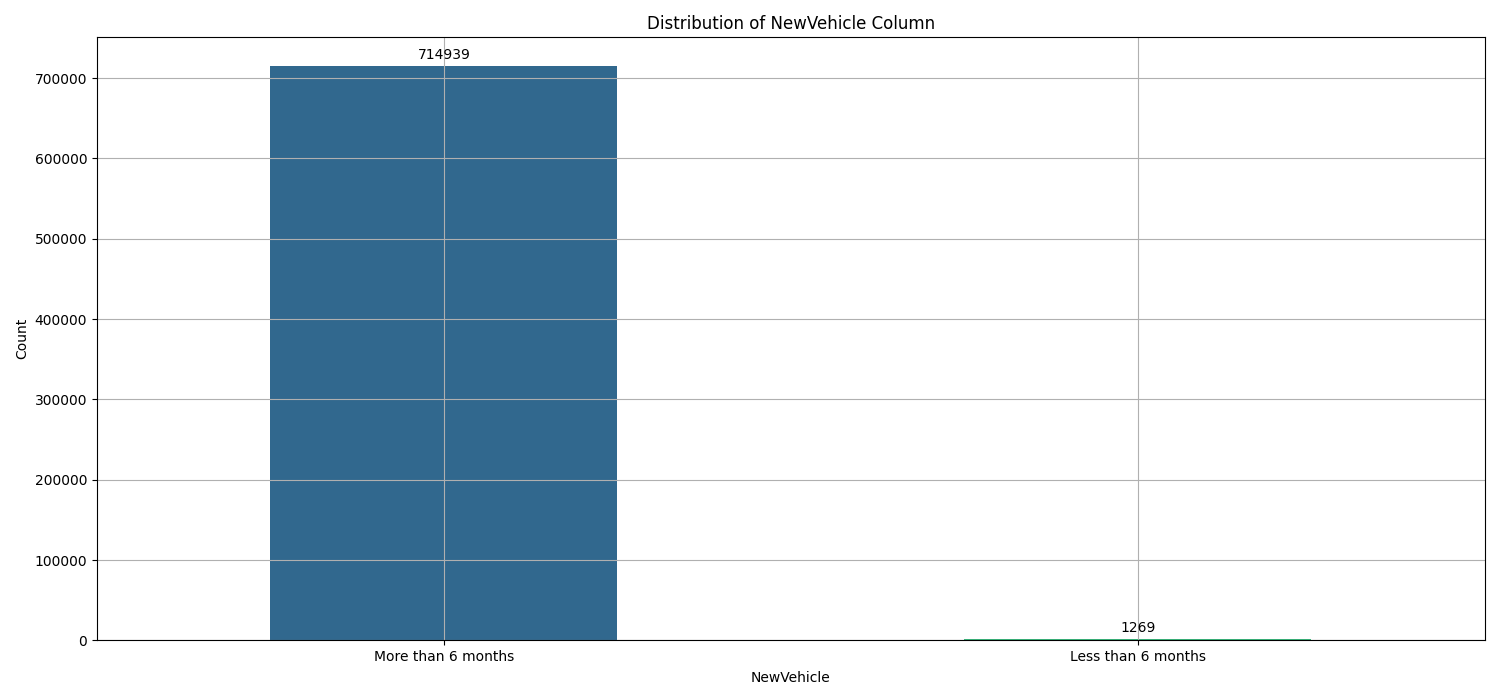 Distribution of NewVehicle Column
714939
700000
600000
500000
400000
300000
200000
100000
0
Count
1269
More than 6 months
Less than 6 months
NewVehicle